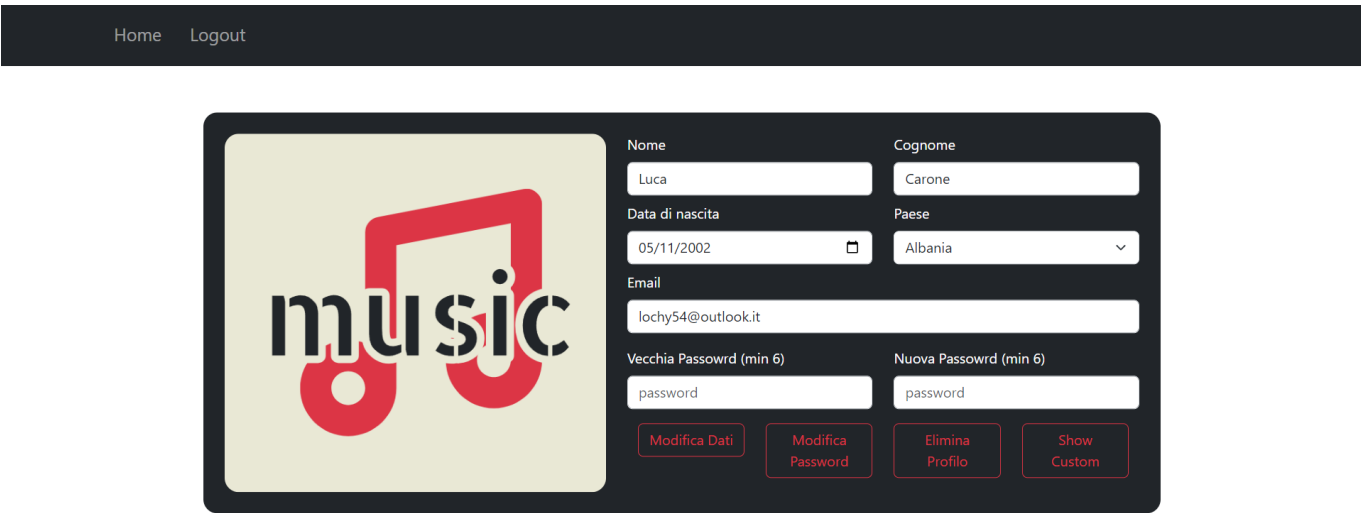 Home Logout
music
Nome Cognome
Luca Carone
Data di nascita Paese
05/11/2002 Albania
Email
lochy54@outlook.it
Vecchia Passowrd (min 6) Nuova Passowrd (min 6)
password password
Modifica Dati
Modifica
Password
Elimina
Profilo
Show
Custom